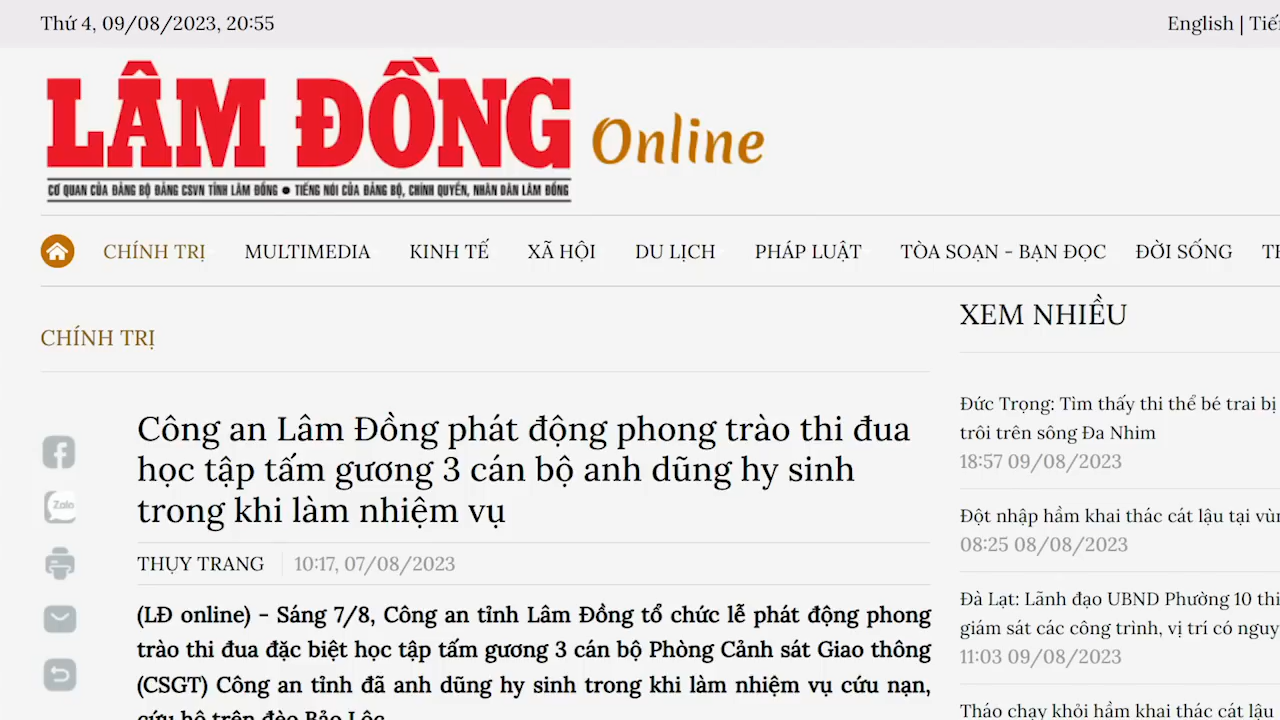 Thứ 4, 09/08/2023, 20:55
English |
LÂM ĐỒNG
Online
CƠ QUAN CỦA ĐẢNG BỘ ĐẢNG CSVN TỈNH LÂM ĐỒNG ● TIẾNG NÓI CỦA ĐẢNG BỘ, CHÍNH QUYỀN, NHÂN DÂN LÂM ĐỒNG
CHÍNH TRỊ MULTIMEDIA KINH TẾ XÃ HỘI DU LỊCH PHÁP LUẬT TÒA SOẠN - BẠN ĐỌC ĐỜI SỐNG
CHÍNH TRỊ
Công an Lâm Đồng phát động phong trào thi đua
học tập tấm gương 3 cán bộ anh dũng hy sinh
trong khi làm nhiệm vụ
Zalo
THỤY TRANG 10:17, 07/08/2023
(LĐ online) - Sáng 7/8, Công an tỉnh Lâm Đồng tổ chức lễ phát động phong
trào thi đua đặc biệt học tập tấm gương 3 cán bộ Phòng Cảnh sát Giao thông
(CSGT) Công an tỉnh đã anh dũng hy sinh trong khi làm nhiệm vụ cứu nạn,
cứu hộ trên đèo Bảo Lộc
XEM NHIỀU
Đức Trọng: Tìm thấy thi thể bé trai bị
trôi trên sông Đa Nhim
18:57 09/08/2023
Đột nhập hầm khai thác cát lậu tại
08:25 08/08/2023
Đà Lạt: Lãnh đạo UBND Phường 10
giám sát các công trình, vị trí có
11:03 09/08/2023
Tháo chạy khỏi hầm khai thác cát lậu